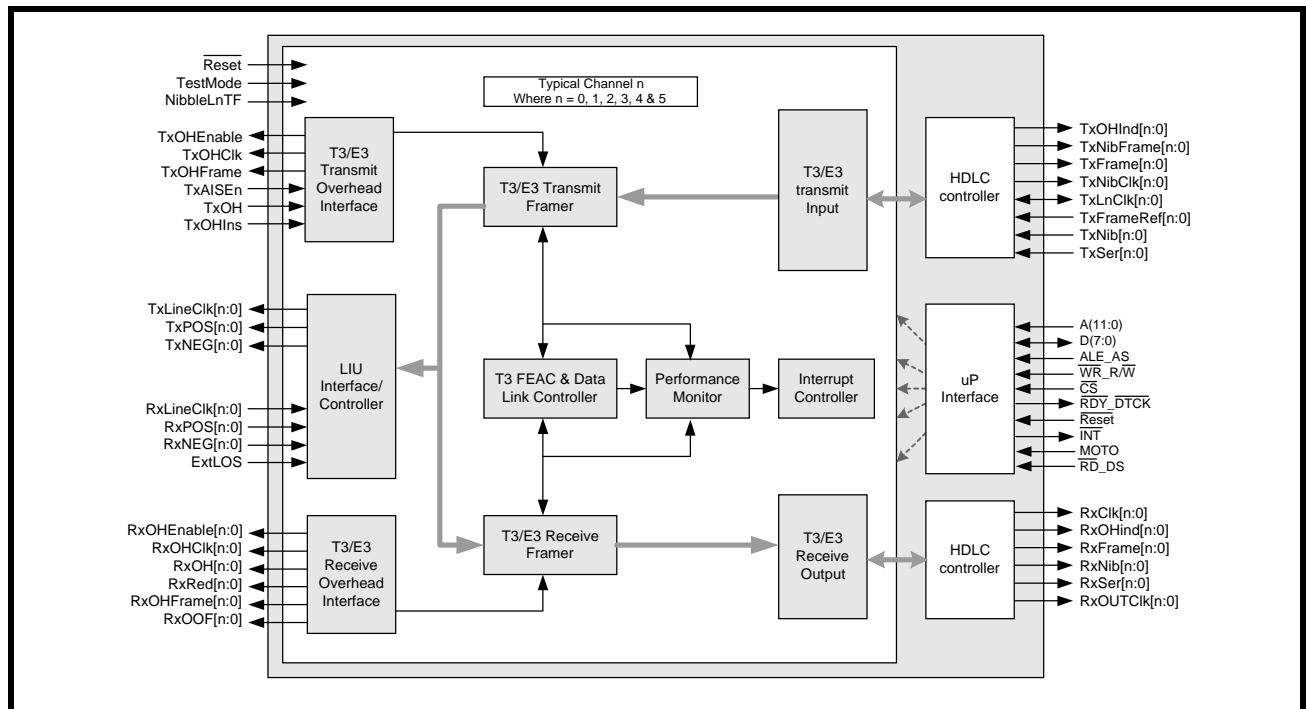 Reset
TestMode
NibbleLnTF
Typical Channel n
Where n = 0, 1, 2, 3, 4 & 5
TxOHEnable
TxOHClk
TxOHFrame
TxAISEn
TxOH
TxOHIns
T3/E3
Transmit
Overhead
Interface
T3/E3 Transmit
Framer
T3/E3
transmit
Input
HDLC
controller
TxOHInd[n:0]
TxNibFrame[n:0]
TxFrame[n:0]
TxNibClk[n:0]
TxLnClk[n:0]
TxFrameRef[n:0]
TxNib[n:0]
TxSer[n:0]
TxLineClk[n:0]
TxPOS[n:0]
TxNEG[n:0]
RxLineClk[n:0]
RxPOS[n:0]
RxNEG[n:0]
ExtLOS
LIU
Interface/
Controller
T3 FEAC & Data
Link Controller
Performance
Monitor
Interrupt
Controller
uP
Interface
A(11:0)
D(7:0)
ALE_AS
WR_R/W
CS
RDY_DTCK
Reset
INT
MOTO
RD_DS
RxOHEnable[n:0]
RxOHClk[n:0]
RxOH[n:0]
RxRed[n:0]
RxOHFrame[n:0]
RxOOF[n:0]
T3/E3
Receive
Overhead
Interface
T3/E3 Receive
Framer
T3/E3
Receive
Output
HDLC
controller
RxClk[n:0]
RxOHind[n:0]
RxFrame[n:0]
RxNib[n:0]
RxSer[n:0]
RxOUTClk[n:0]